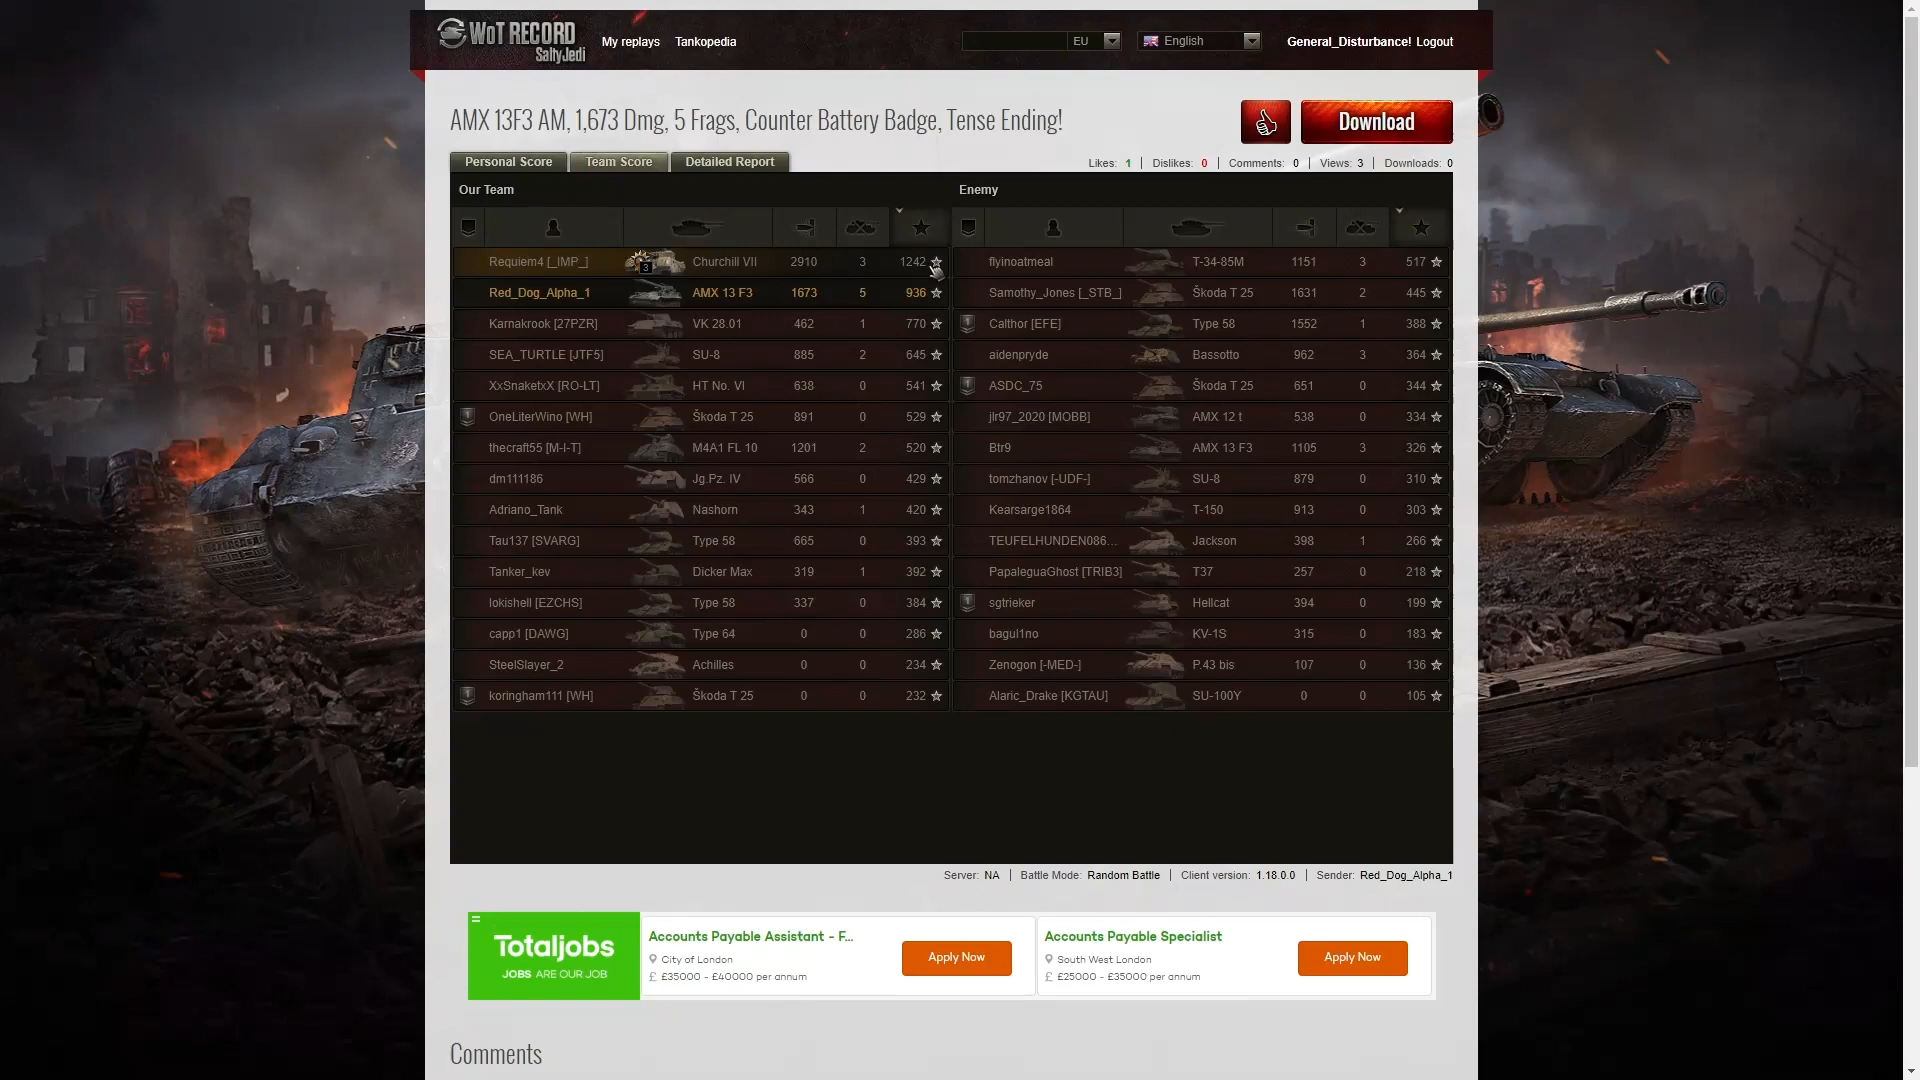 WoT RECORD
SaltyJedi
My replays Tankopedia EU English General_Disturbance! Logout
AMX 13F3 AM, 1,673 Dmg, 5 Frags, Counter Battery Badge, Tense Ending!
Download
Personal Score Team Score Detailed Report
Likes: 1 | Dislikes: 0 | Comments: 0 | Views: 3 | Downloads: 0
Our Team Enemy
Requiem4 [_IMP_] 3 Churchill VII 2910 3 1242 flyinoatmeal T-34-85M 1151 3 517
Red_Dog_Alpha_1 AMX 13 F3 1673 5 936 Samothy_Jones [_STB_] Škoda T 25 1631 2 445
Karnakrook [27PZR] VK 28.01 462 1 770 1 Calthor [EFE] Type 58 1552 1 388
SEA_TURTLE [JTF5] SU-8 885 2 645 aidenpryde Bassotto 962 3 364
XxSnaketxX [RO-LT] HT No. VI 638 0 541 1 ASDC_75 Škoda T 25 651 0 344
1 OneLiterWino [WH] Škoda T 25 891 0 529 jlr97_2020 [MOBB] AMX 12 t 538 0 334
thecraft55 [M-I-T] M4A1 FL 10 1201 2 520 Btr9 AMX 13 F3 1105 3 326
dm111186 Jg.Pz. IV 566 0 429 tomzhanov [-UDF-] SU-8 879 0 310
Adriano_Tank Nashorn 343 1 420 Kearsarge1864 T-150 913 0 303
Tau137 [SVARG] Type 58 665 0 393 TEUFELHUNDEN086... Jackson 398 1 266
Tanker_kev Dicker Max 319 1 392 PapaleguaGhost [TRIB3] T37 257 0 218
lokishell [EZCHS] Type 58 337 0 384 1 sgtrieker Hellcat 394 0 199
capp1 [DAWG] Type 64 0 0 286 bagul1no KV-1S 315 0 183
SteelSlayer_2 Achilles 0 0 234 Zenogon [-MED-] P.43 bis 107 0 136
1 koringham111 [WH] Škoda T 25 0 0 232 Alaric_Drake [KGTAU] SU-100Y 0 0 105
Server: NA | Battle Mode: Random Battle | Client version: 1.18.0.0 | Sender: Red_Dog_Alpha_1
Totaljobs
JOBS ARE OUR JOB
Accounts Payable Assistant - F...
City of London
£ £35000 - £40000 per annum
Apply Now
Accounts Payable Specialist
South West London
£ £25000 - £35000 per annum
Apply Now
Comments